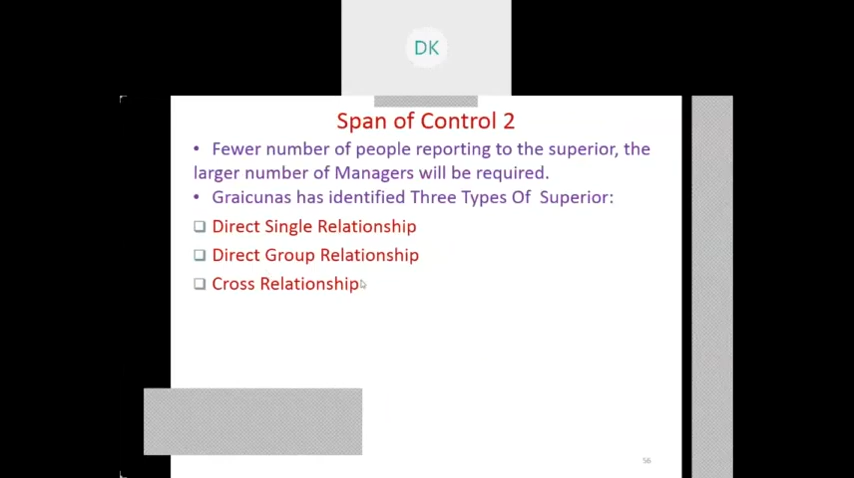 DK
Span of Control 2
• Fewer number of people reporting to the superior, the
larger number of Managers will be required.
• Graicunas has identified Three Types Of Superior:
❑ Direct Single Relationship
❑ Direct Group Relationship
❑ Cross Relationship
56